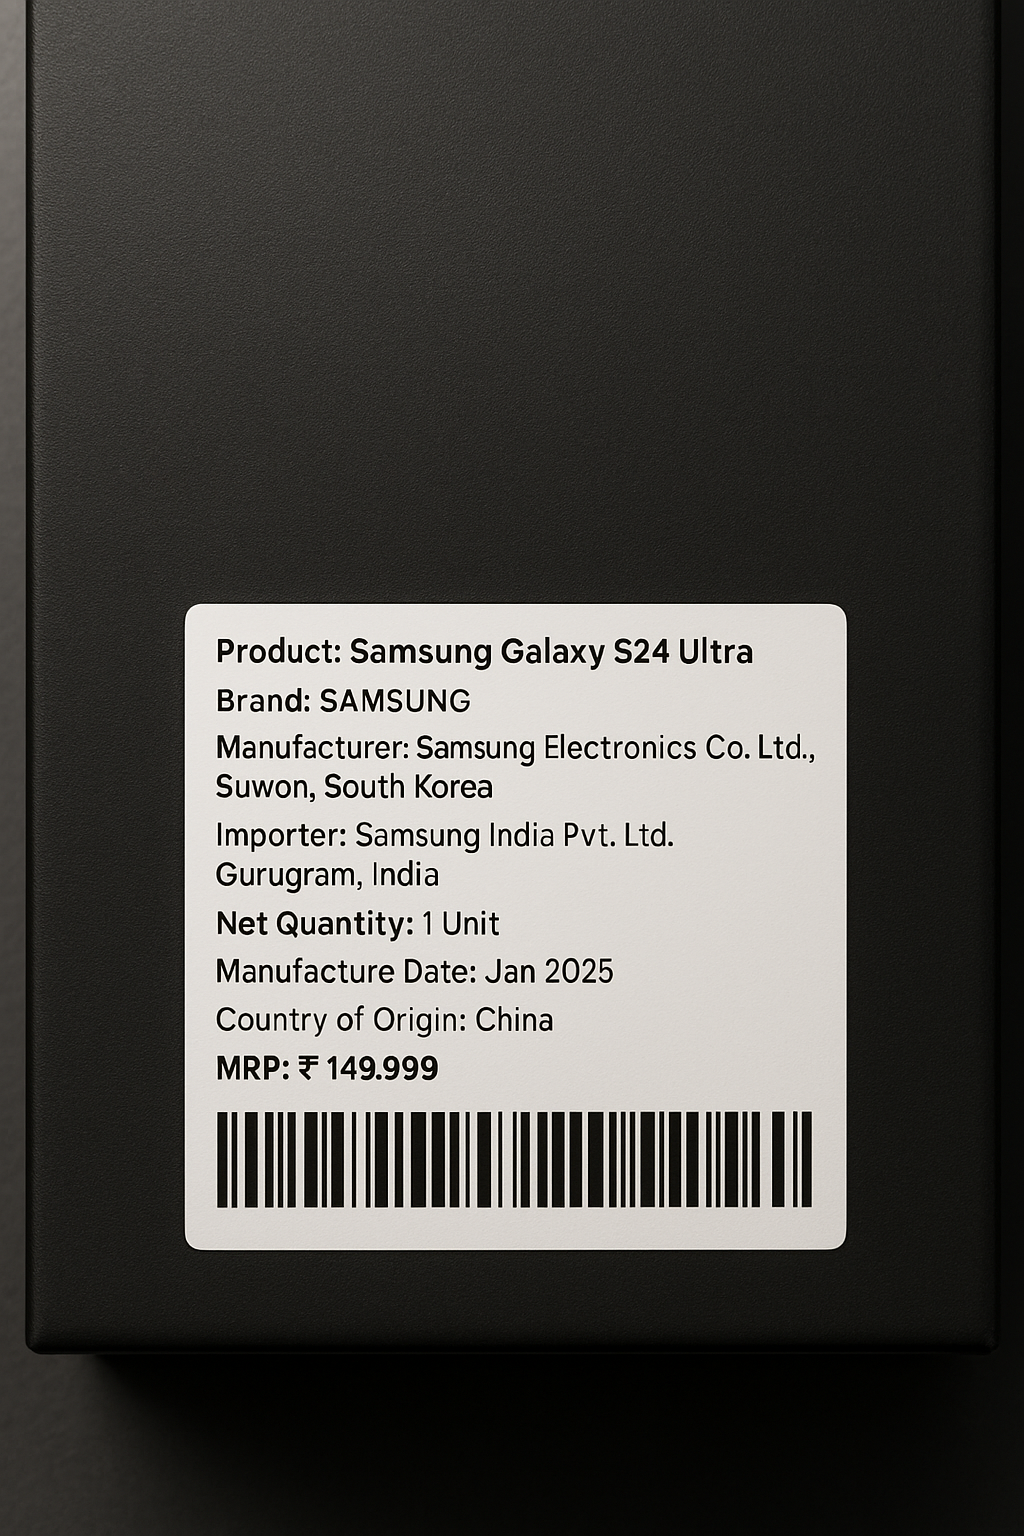 Product: Samsung Galaxy S24 Ultra
Brand: SAMSUNG
Manufacturer: Samsung Electronics Co. Ltd.,
Suwon, South Korea
Importer: Samsung India Pvt. Ltd.
Gurugram, India
Net Quantity: 1 Unit
Manufacture Date: Jan 2025
Country of Origin: China
MRP: ₹ 149.999